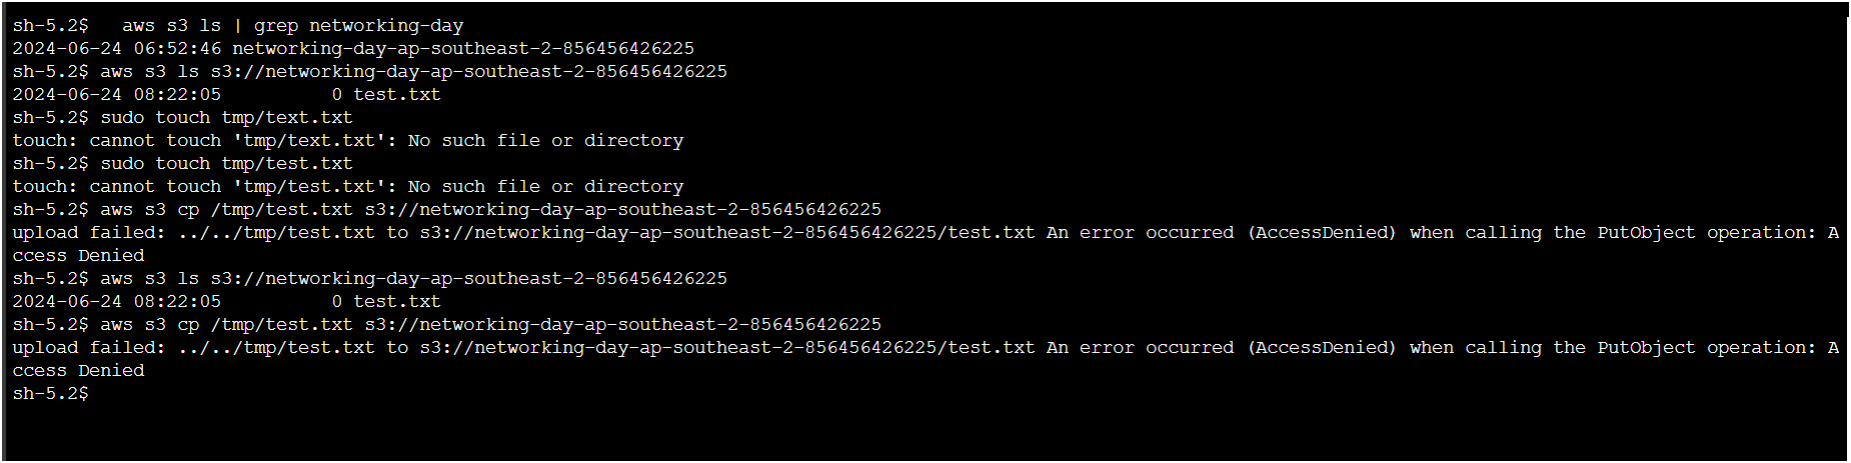 sh-5.2$   aws s3 ls | grep networking-day
2024-06-24 06:52:46 networking-day-ap-southeast-2-856456426225
sh-5.2$ aws s3 ls s3://networking-day-ap-southeast-2-856456426225
2024-06-24 08:22:05          0 test.txt
sh-5.2$ sudo touch tmp/text.txt
touch: cannot touch 'tmp/text.txt': No such file or directory
sh-5.2$ sudo touch tmp/test.txt
touch: cannot touch 'tmp/test.txt': No such file or directory
sh-5.2$ aws s3 cp /tmp/test.txt s3://networking-day-ap-southeast-2-856456426225
upload failed: ../../tmp/test.txt to s3://networking-day-ap-southeast-2-856456426225/test.txt An error occurred (AccessDenied) when calling the PutObject operation: A
ccess Denied
sh-5.2$ aws s3 ls s3://networking-day-ap-southeast-2-856456426225
2024-06-24 08:22:05          0 test.txt
sh-5.2$ aws s3 cp /tmp/test.txt s3://networking-day-ap-southeast-2-856456426225
upload failed: ../../tmp/test.txt to s3://networking-day-ap-southeast-2-856456426225/test.txt An error occurred (AccessDenied) when calling the PutObject operation: A
ccess Denied
sh-5.2$